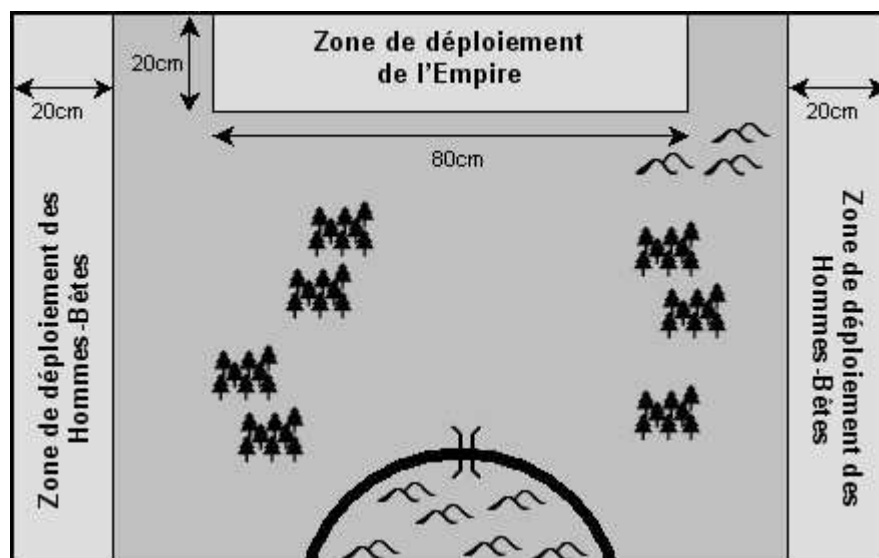 Zone de déploiement
de l'Empire
20cm
20cm
20cm
80cm
Zone de déploiement des
Hommes-Bêtes
Zone de déploiement des
Hommes-Bêtes